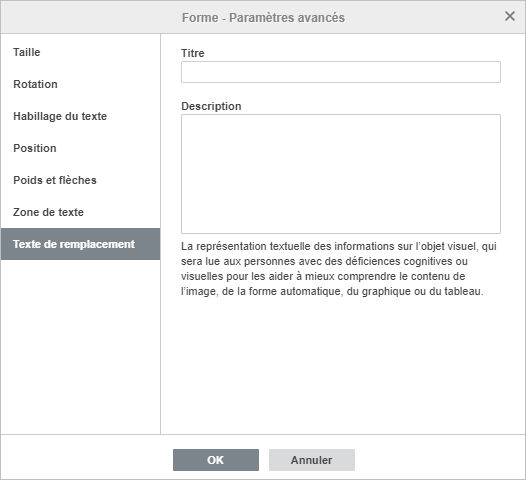 Forme - Paramètres avancés
Taille
Rotation
Habillage du texte
Position
Poids et flèches
Zone de texte
Texte de remplacement
Titre
Description
La représentation textuelle des informations sur l’objet visuel, qui
sera lue aux personnes avec des déficiences cognitives ou
visuelles pour les aider à mieux comprendre le contenu de
l’image, de la forme automatique, du graphique ou du tableau.
OK
Annuler